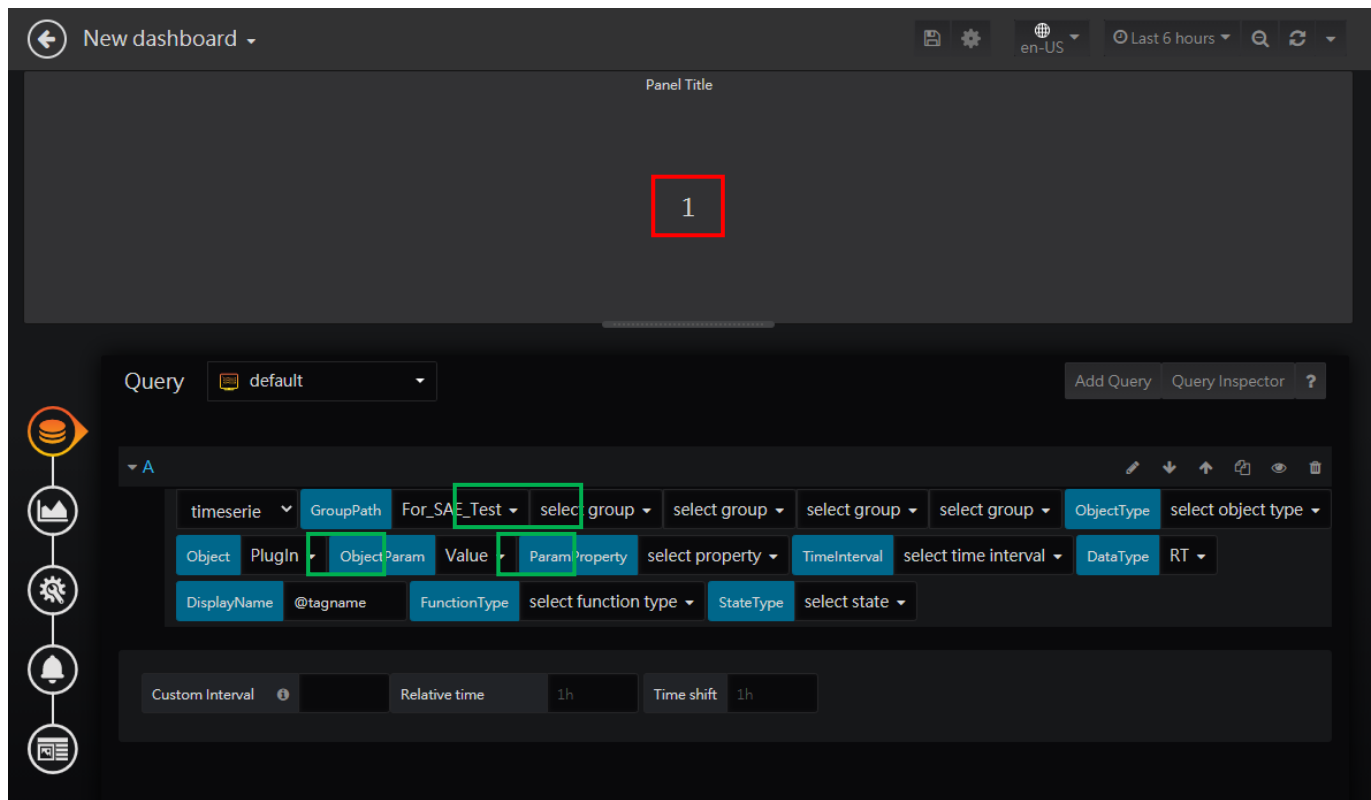 New dashboard
en-US
Last 6 hours
Panel Title
1
Query default Add Query Query Inspector ?
A
timeserie GroupPath For_SAE_Test select group select group select group select group ObjectType select object type
Object PlugIn ObjectParam Value ParamProperty select property TimeInterval select time interval DataType RT
DisplayName @tagname FunctionType select function type StateType select state
Custom Interval Relative time 1h Time shift 1h